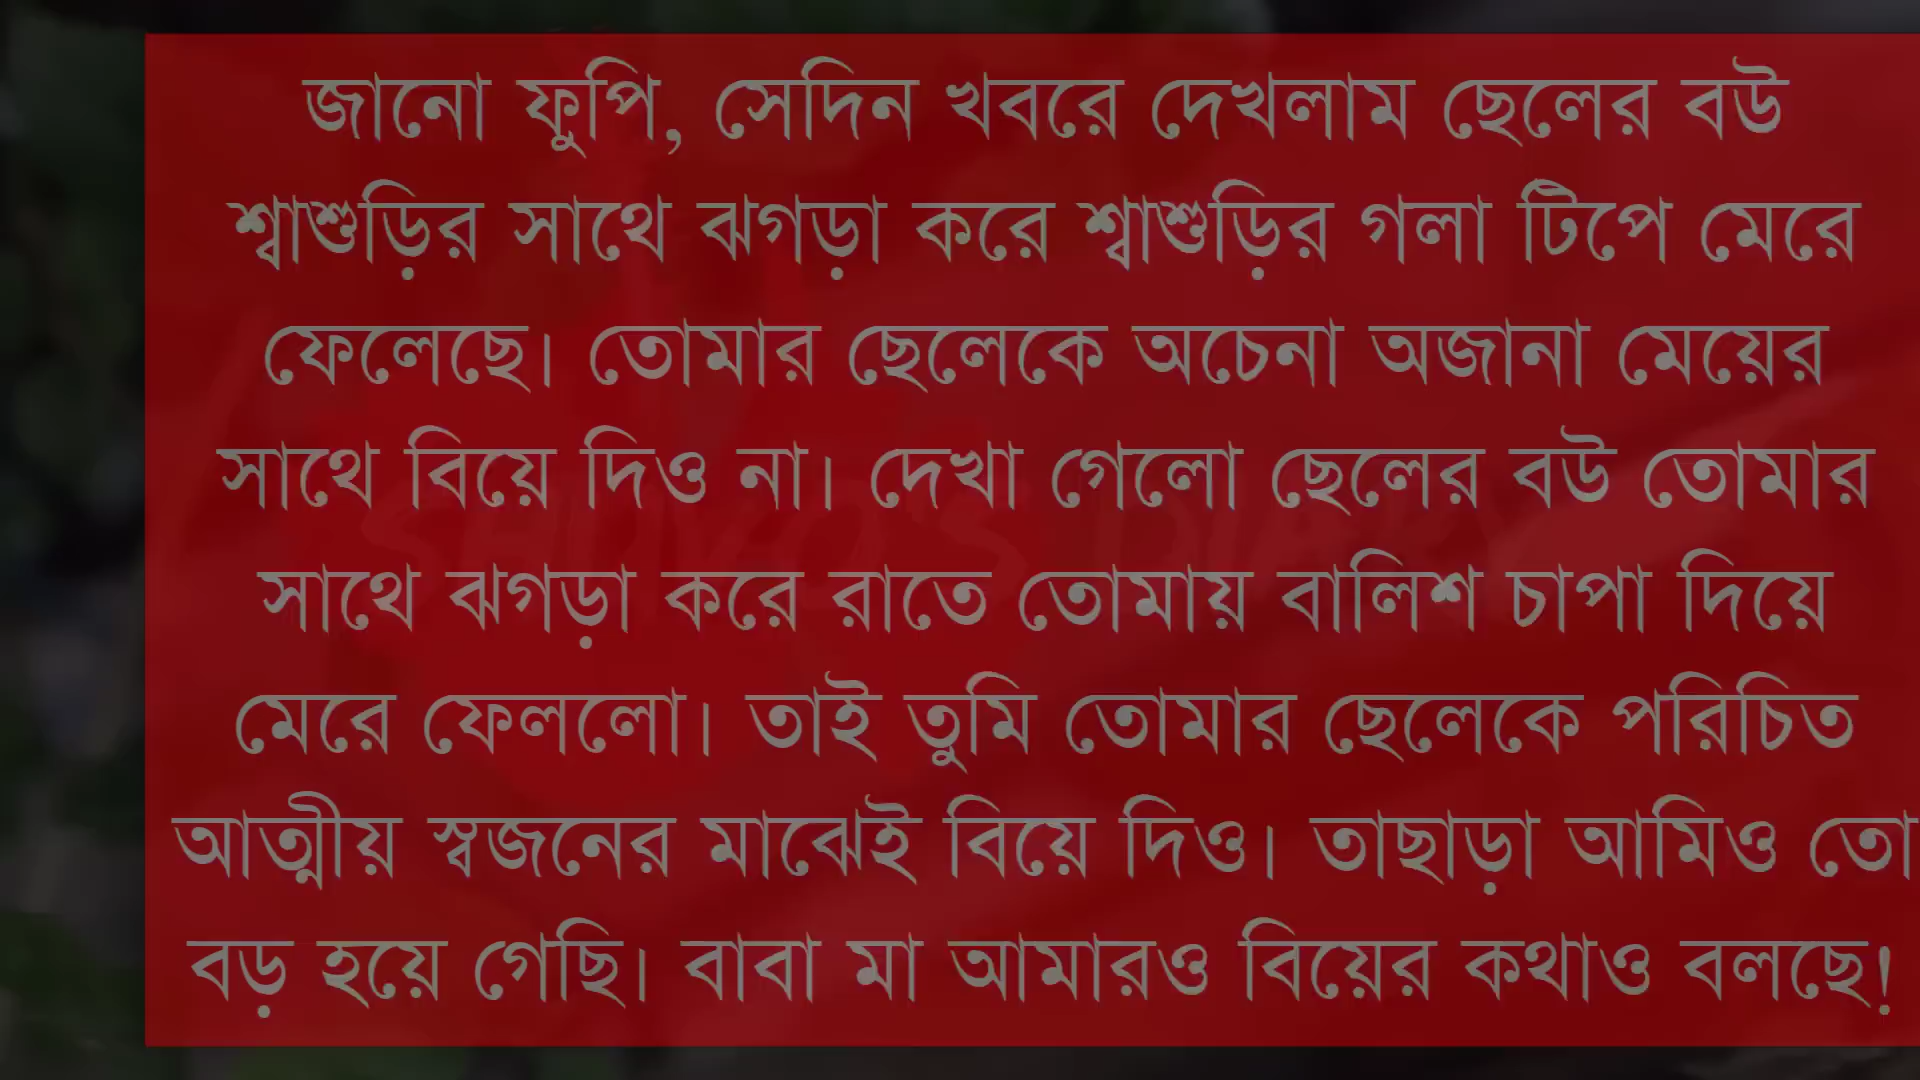 জানো ফুপি, সেদিন খবরে দেখলাম ছেলের বউ
শ্বাশুড়ির সাথে ঝগড়া করে শ্বাশুড়ির গলা টিপে মেরে
ফেলেছে। তোমার ছেলেকে অচেনা অজানা মেয়ের
সাথে বিয়ে দিও না। দেখা গেলো ছেলের বউ তোমার
সাথে ঝগড়া করে রাতে তোমায় বালিশ চাপা দিয়ে
মেরে ফেললো। তাই তুমি তোমার ছেলেকে পরিচিত
আত্মীয় স্বজনের মাঝেই বিয়ে দিও। তাছাড়া আমিও তো
বড় হয়ে গেছি। বাবা মা আমারও বিয়ের কথাও বলছে!